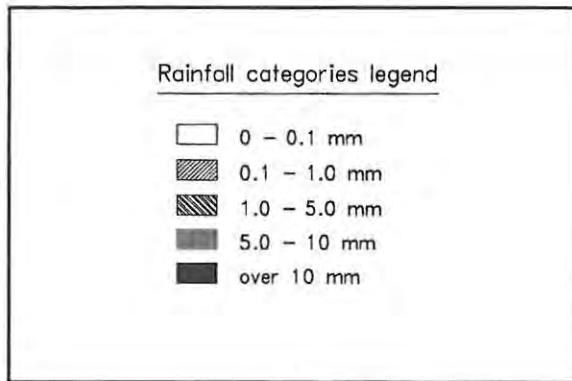 Rainfall categories legend
0 - 0.1 mm
0.1 - 1.0 mm
1.0 - 5.0 mm
5.0 - 10 mm
over 10 mm